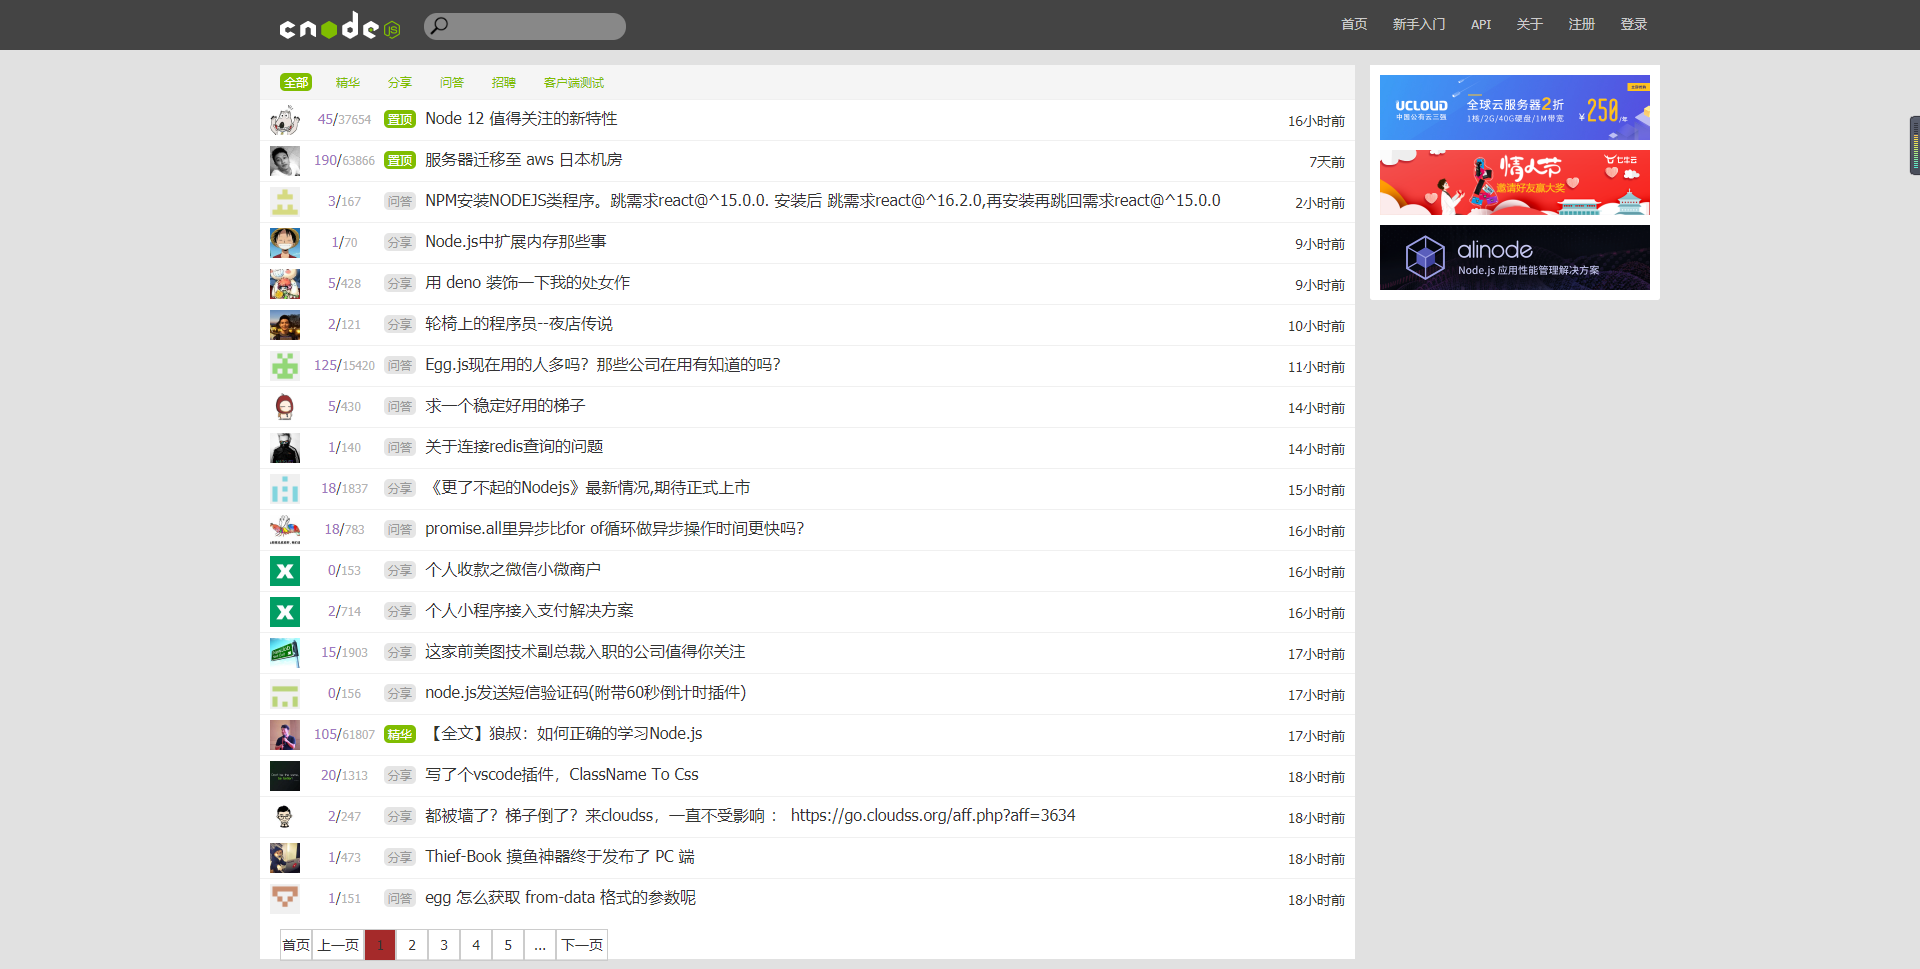 cnode JS
首页 新手入门 API 关于 注册 登录
全部 精华 分享 问答 招聘 客户端测试
45/37654 置顶 Node 12 值得关注的新特性 16小时前
190/63866 置顶 服务器迁移至 aws 日本机房 7天前
3/167 问答 NPM安装NODEJS类程序。跳需求react@^15.0.0. 安装后 跳需求react@^16.2.0,再安装再跳回需求react@^15.0.0 2小时前
1/70 分享 Node.js中扩展内存那些事 9小时前
5/428 分享 用 deno 装饰一下我的处女作 9小时前
2/121 分享 轮椅上的程序员--夜店传说 10小时前
125/15420 问答 Egg.js现在用的人多吗？那些公司在用有知道的吗？ 11小时前
5/430 问答 求一个稳定好用的梯子 14小时前
1/140 问答 关于连接redis查询的问题 14小时前
18/1837 分享 《更了不起的Nodejs》最新情况,期待正式上市 15小时前
18/783 问答 promise.all里异步比for of循环做异步操作时间更快吗？ 16小时前
0/153 分享 个人收款之微信小微商户 16小时前
2/714 分享 个人小程序接入支付解决方案 16小时前
15/1903 分享 这家前美图技术副总裁入职的公司值得你关注 17小时前
0/156 分享 node.js发送短信验证码(附带60秒倒计时插件) 17小时前
105/61807 精华 【全文】狼叔：如何正确的学习Node.js 17小时前
20/1313 分享 写了个vscode插件，ClassName To Css 18小时前
2/247 分享 都被墙了？梯子倒了？来cloudss，一直不受影响 ： https://go.cloudss.org/aff.php?aff=3634 18小时前
1/473 分享 Thief-Book 摸鱼神器终于发布了 PC 端 18小时前
1/151 问答 egg 怎么获取 from-data 格式的参数呢 18小时前
首页 上一页 1 2 3 4 5 ... 下一页
UCLOUD 全球云服务器2折
中国公有云三强 1核/2G/40G硬盘/1M带宽 ¥250/年
情人节 七牛云
邀请好友赢大奖
alinode
Node.js 应用性能管理解决方案